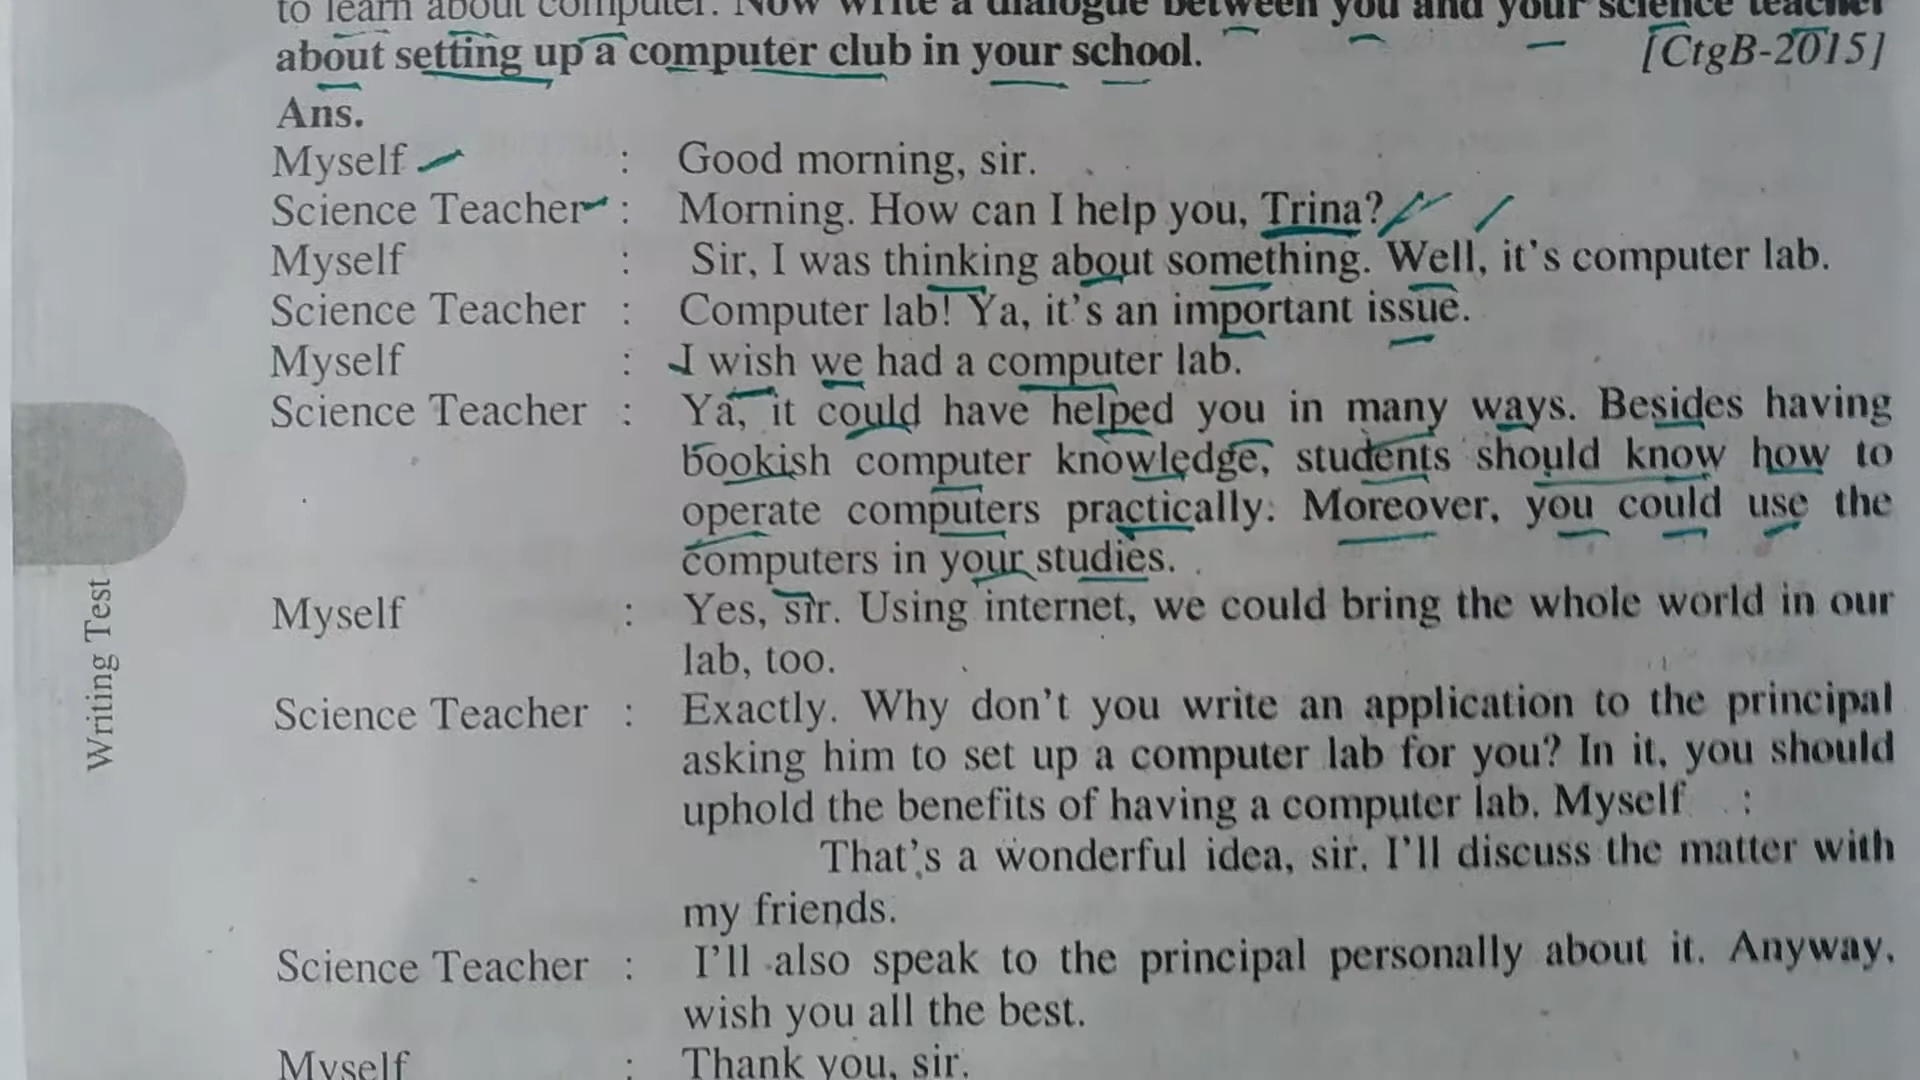 to learn about computer. Now write a dialogue between you and your science teacher
about setting up a computer club in your school. [CtgB-2015]
Ans.
Myself : Good morning, sir.
Science Teacher : Morning. How can I help you, Trina?
Myself : Sir, I was thinking about something. Well, it's computer lab.
Science Teacher : Computer lab! Ya, it's an important issue.
Myself : I wish we had a computer lab.
Science Teacher : Ya, it could have helped you in many ways. Besides having
bookish computer knowledge, students should know how to
operate computers practically. Moreover, you could use the
computers in your studies.
Myself : Yes, sir. Using internet, we could bring the whole world in our
lab, too.
Science Teacher : Exactly. Why don't you write an application to the principal
asking him to set up a computer lab for you? In it, you should
uphold the benefits of having a computer lab. Myself :
That's a wonderful idea, sir. I'll discuss the matter with
my friends.
Science Teacher : I'll also speak to the principal personally about it. Anyway,
wish you all the best.
Myself : Thank you, sir.
Writing Test